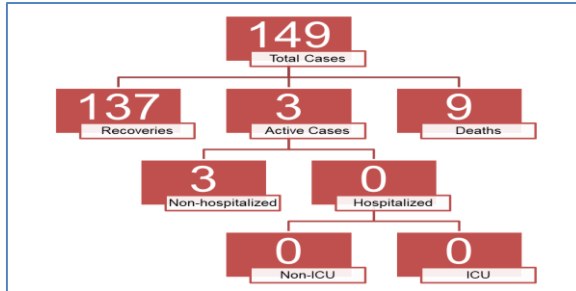 149
Total Cases
137
Recoveries
3
Active Cases
9
Deaths
3
Non-hospitalized
0
Hospitalized
0
Non-ICU
0
ICU